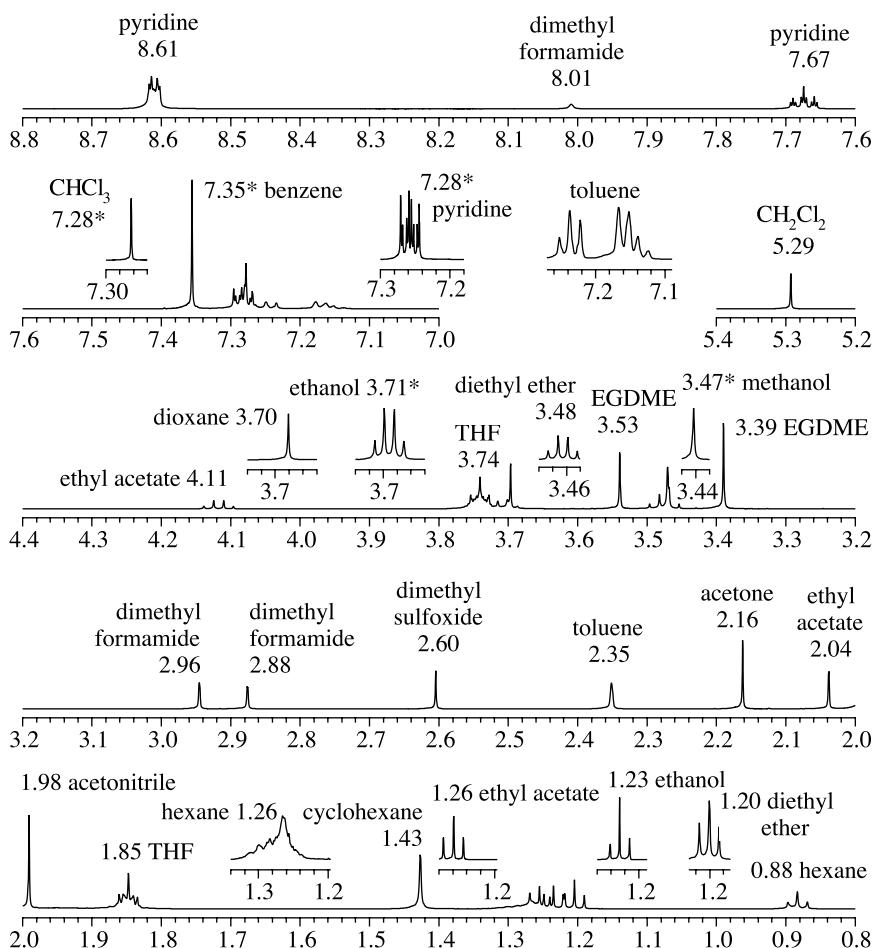 pyridine
8.61
dimethyl
formamide
8.01
pyridine
7.67
8.8 8.6 8.5 8.4 8.3 8.2 8.1 8.0 7.9 7.8 7.7 7.6
CHCl3
7.28*
7.35* benzene
7.28*
pyridine
toluene
CH2Cl2
5.29
7.30
7.3 7.2
7.2 7.1
7.6 7.5 7.4 7.3 7.2 7.1 7.0
5.4 5.3 5.2
ethanol 3.71*
diethyl ether
3.48
EGDME
3.53
3.47* methanol
dioxane 3.70
THF
3.74
3.39 EGDME
ethyl acetate 4.11
3.7
3.7
3.46
3.44
4.4 4.3 4.2 4.1 4.0 3.9 3.8 3.7 3.6 3.5 3.4 3.3 3.2
dimethyl
formamide
2.96
dimethyl
formamide
2.88
dimethyl
sulfoxide
2.60
toluene
2.35
acetone
2.16
ethyl
acetate
2.04
3.2 3.1 3.0 2.9 2.8 2.7 2.6 2.5 2.4 2.3 2.2 2.1 2.0
1.98 acetonitrile
hexane 1.26
cyclohexane
1.43
1.26 ethyl acetate
1.23 ethanol
1.20 diethyl
ether
1.85 THF
0.88 hexane
1.3 1.2
1.2
1.2
1.2
2.0 1.9 1.8 1.7 1.6 1.5 1.4 1.3 1.2 1.1 1.0 0.9 0.8